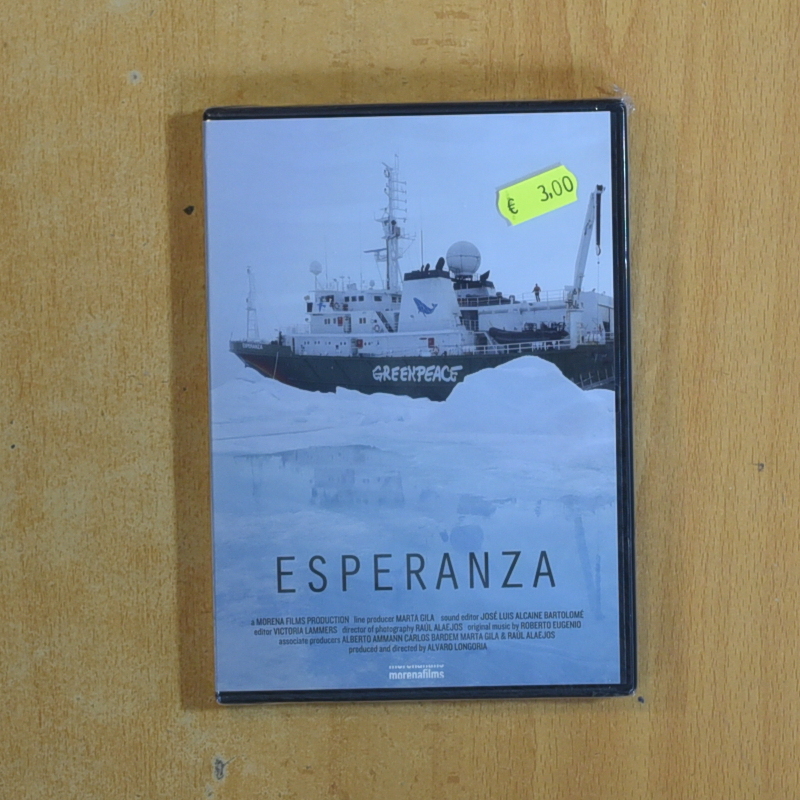 € 3,00
ESPERANZA
GREENPEACE
ESPERANZA
a MORENA FILMS PRODUCTION line producer MARTA GILA sound editor JOSÉ LUIS ALCAINE BARTOLOMÉ
editor VICTORIA LAMMERS director of photography RAÚL ALAEJOS original music by ROBERTO EUGENIO
associate producers ALBERTO AMMANN CARLOS BARDEM MARTA GILA & RAÚL ALAEJOS
produced and directed by ALVARO LONGORIA
morenafilms